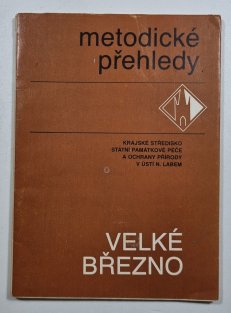 metodické
přehledy
KRAJSKÉ STŘEDISKO
STÁTNÍ PAMÁTKOVÉ PÉČE
A OCHRANY PŘÍRODY
V ÚSTÍ N. LABEM
VELKÉ
BŘEZNO